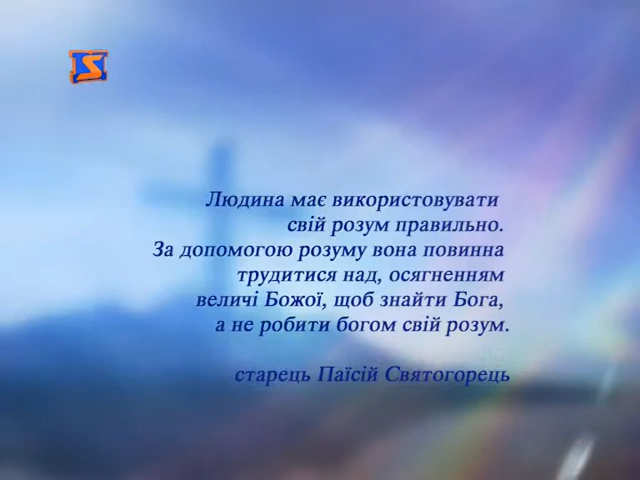 Людина має використовувати
свій розум правильно.
За допомогою розуму вона повинна
трудитися над, осягненням
величі Божої, щоб знайти Бога,
а не робити богом свій розум.
старець Паїсій Святогорець